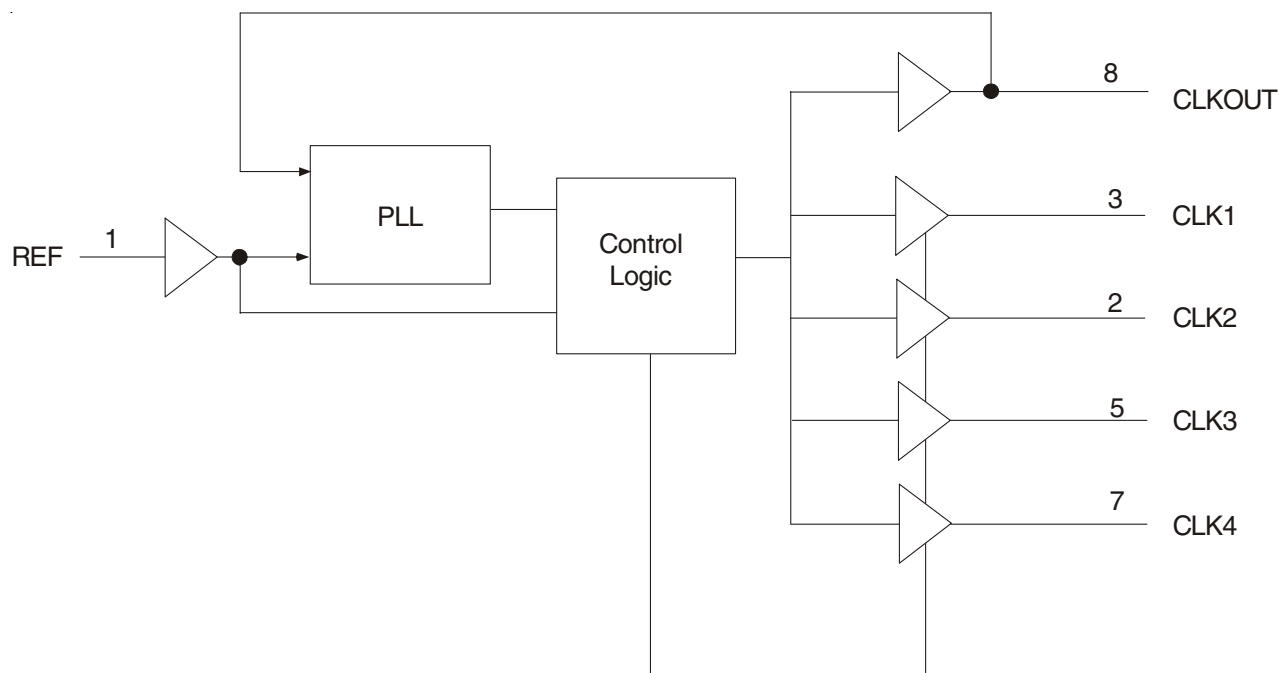 8
CLKOUT
PLL
3
CLK1
REF
1
Control
Logic
2
CLK2
5
CLK3
7
CLK4